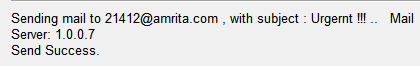 Sending mail to 21412@amrita.com , with subject : Urgernt !!! ..   Mail
Server: 1.0.0.7
Send Success.